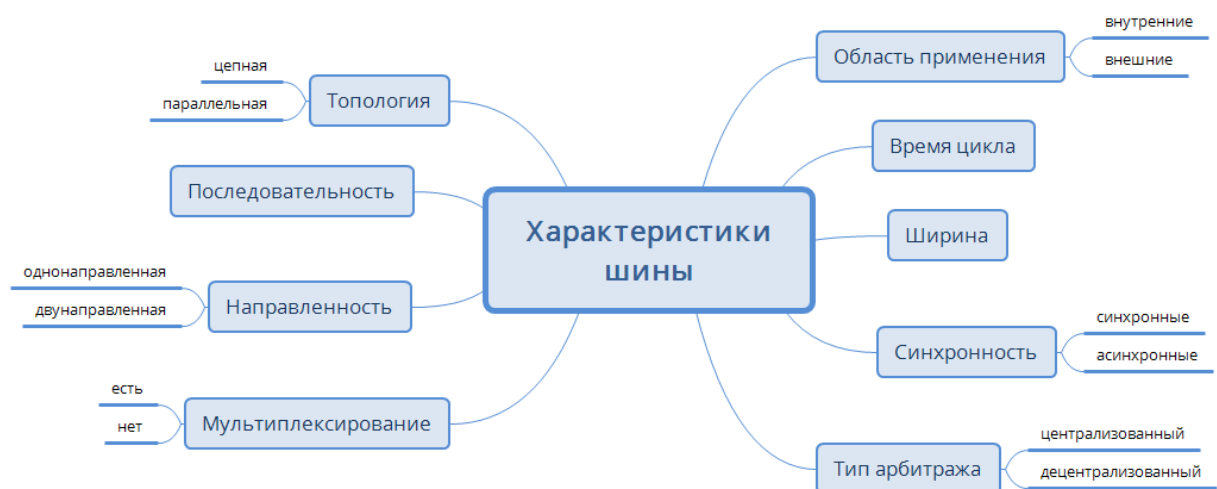 Характеристики
шины
Область применения
внутренние
внешние
Время цикла
Ширина
Синхронность
синхронные
асинхронные
Тип арбитража
централизованный
децентрализованный
Топология
цепная
параллельная
Последовательность
Направленность
однонаправленная
двунаправленная
Мультиплексирование
есть
нет